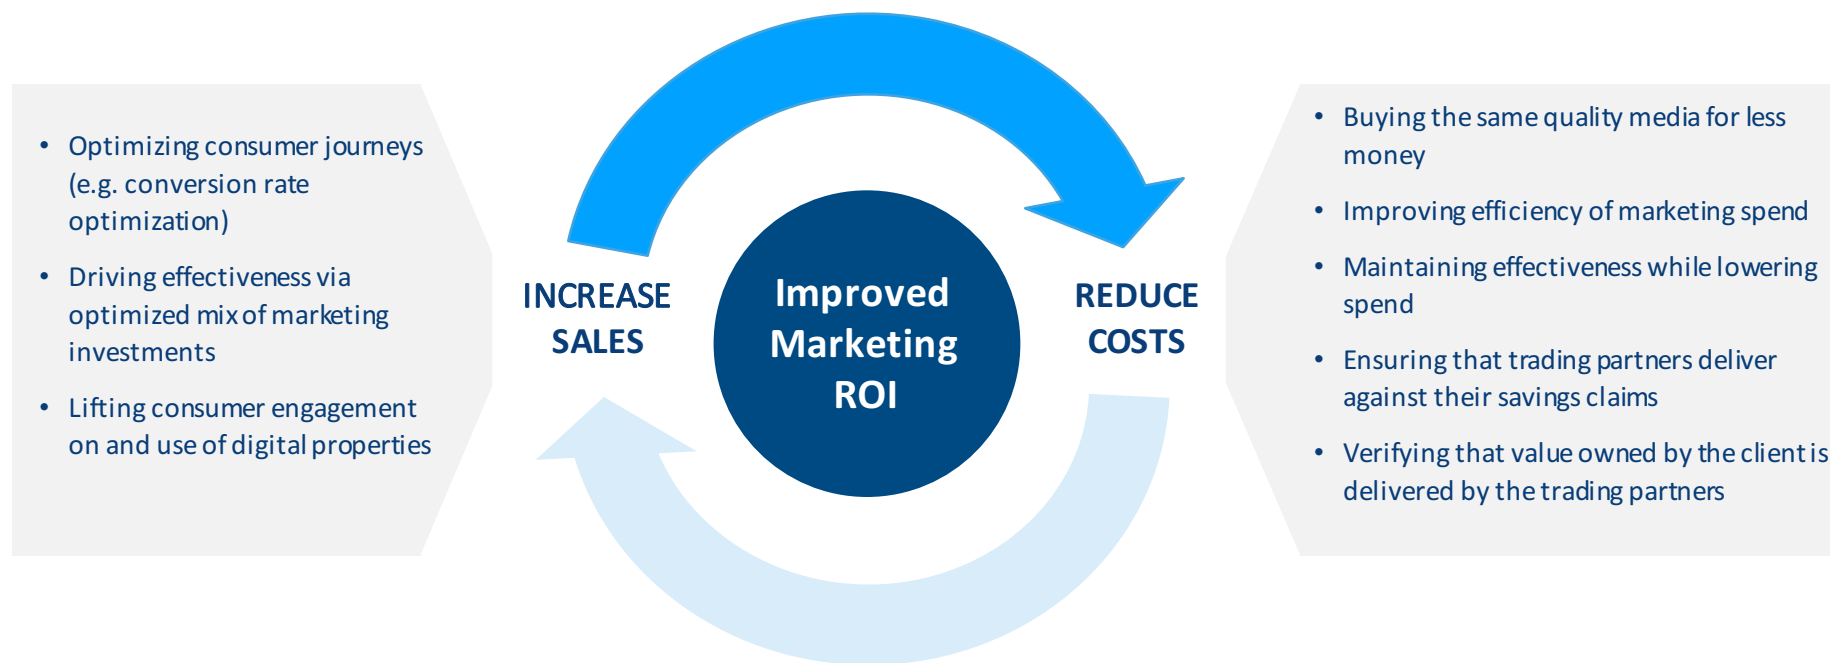 • Optimizing consumer journeys
(e.g. conversion rate
optimization)
• Driving effectiveness via
optimized mix of marketing
investments
• Lifting consumer engagement
on and use of digital properties
INCREASE
SALES
Improved
Marketing
ROI
REDUCE
COSTS
• Buying the same quality media for less
money
• Improving efficiency of marketing spend
• Maintaining effectiveness while lowering
spend
• Ensuring that trading partners deliver
against their savings claims
• Verifying that value owned by the client is
delivered by the trading partners